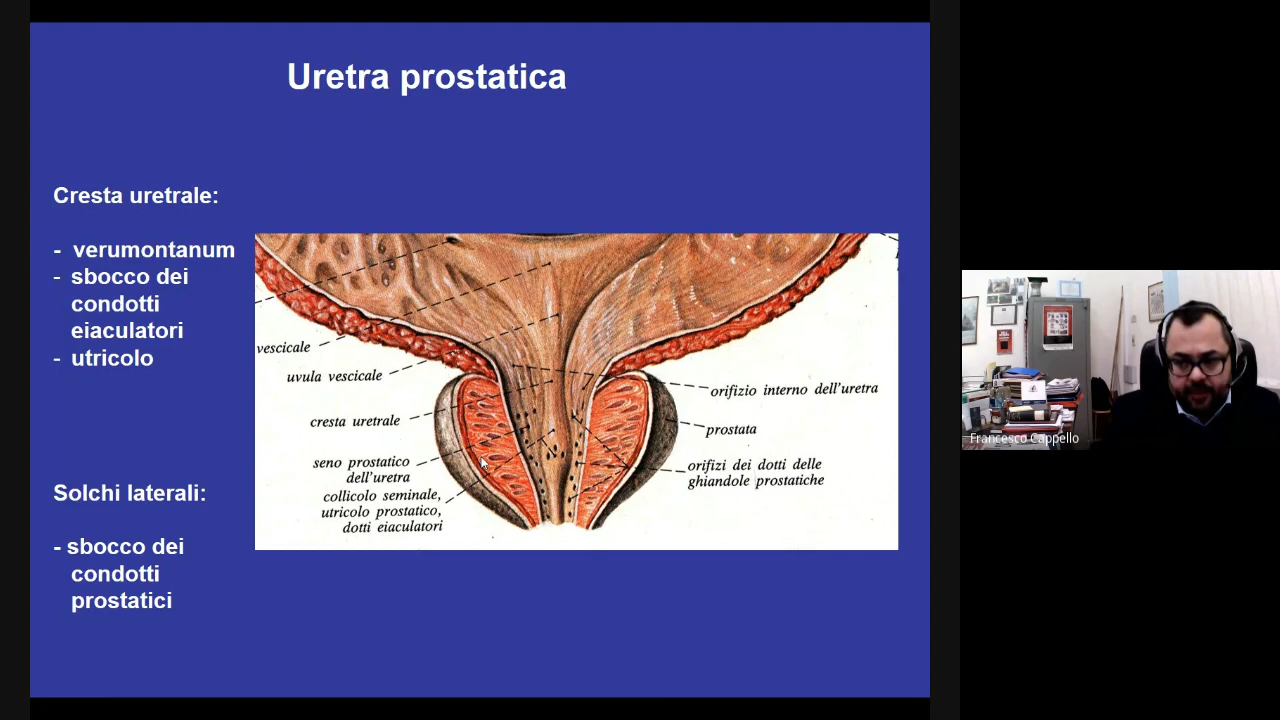 Uretra prostatica
Cresta uretrale:
- verumontanum
- sbocco dei
condotti
eiaculatori
- utricolo
Solchi laterali:
- sbocco dei
condotti
prostatici
vescicale
uvula vescicale
cresta uretrale
seno prostatico
dell'uretra
collicolo seminale,
utricolo prostatico,
dotti eiaculatori
orifizio interno dell'uretra
prostata
orifizi dei dotti delle
ghiandole prostatiche
Francesco Cappello